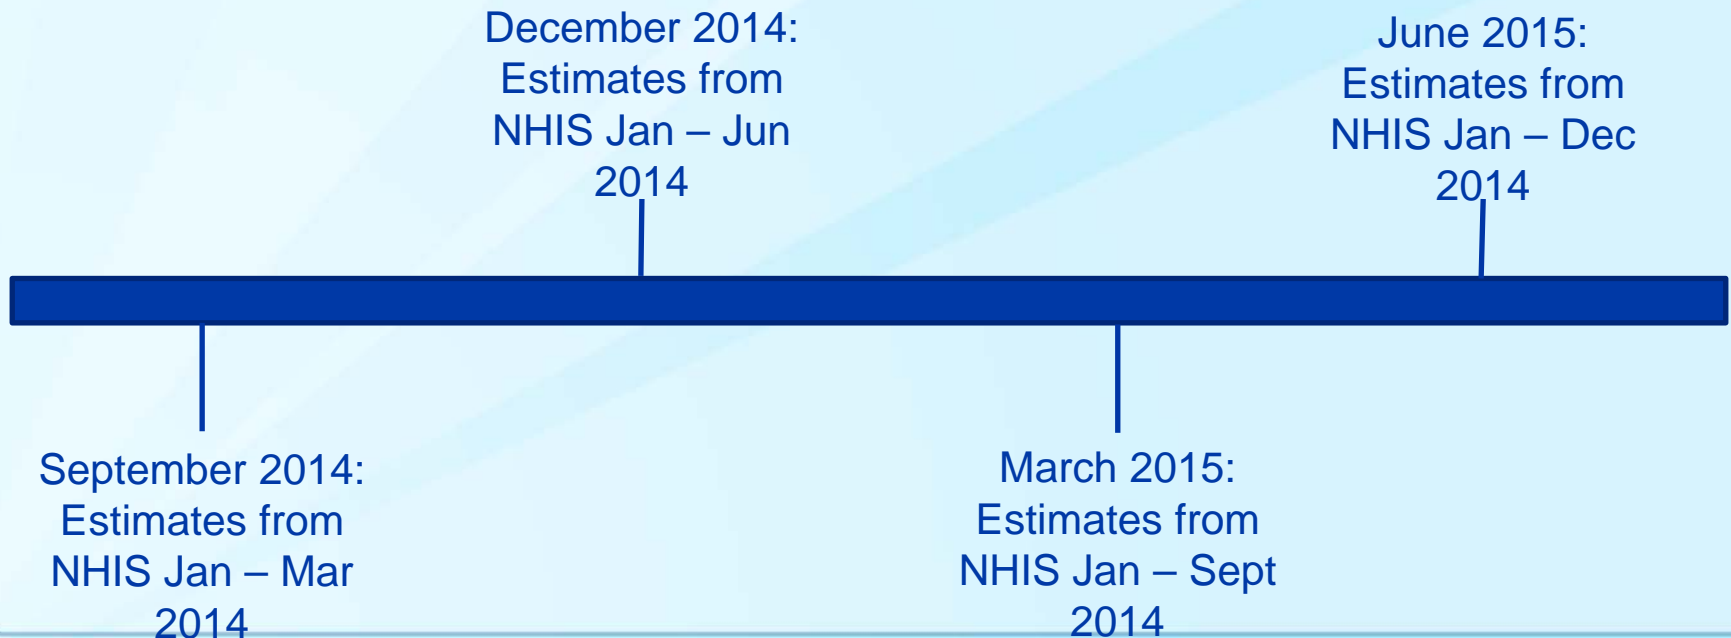 December 2014:
Estimates from
NHIS Jan – Jun
2014
June 2015:
Estimates from
NHIS Jan – Dec
2014
September 2014:
Estimates from
NHIS Jan – Mar
2014
March 2015:
Estimates from
NHIS Jan – Sept
2014